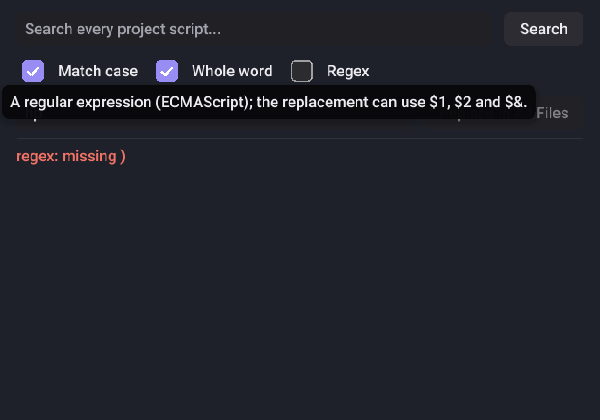 Search every project script...
Search
Match case
Whole word
Regex
A regular expression (ECMAScript); the replacement can use $1, $2 and $&.
Files
regex: missing )